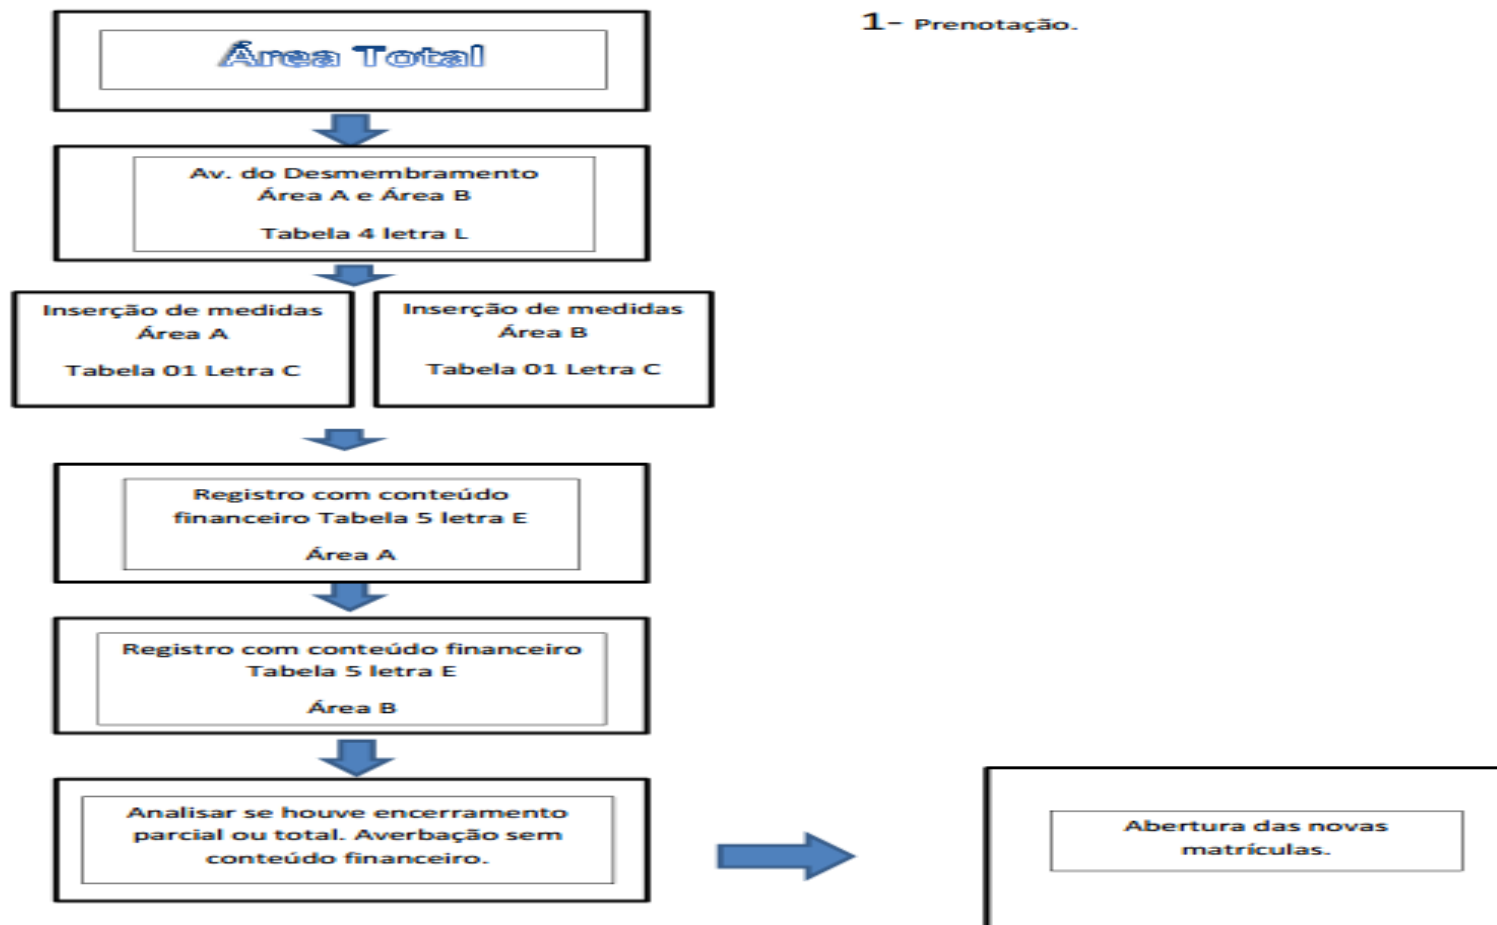 Área Total
1- Prenotação.
Av. do Desmembramento
Área A e Área B
Tabela 4 letra L
Inserção de medidas
Área A
Tabela 01 Letra C
Inserção de medidas
Área B
Tabela 01 Letra C
Registro com conteúdo
financeiro Tabela 5 letra E
Área A
Registro com conteúdo financeiro
Tabela 5 letra E
Área B
Analisar se houve encerramento
parcial ou total. Averbação sem
conteúdo financeiro.
Abertura das novas
matrículas.